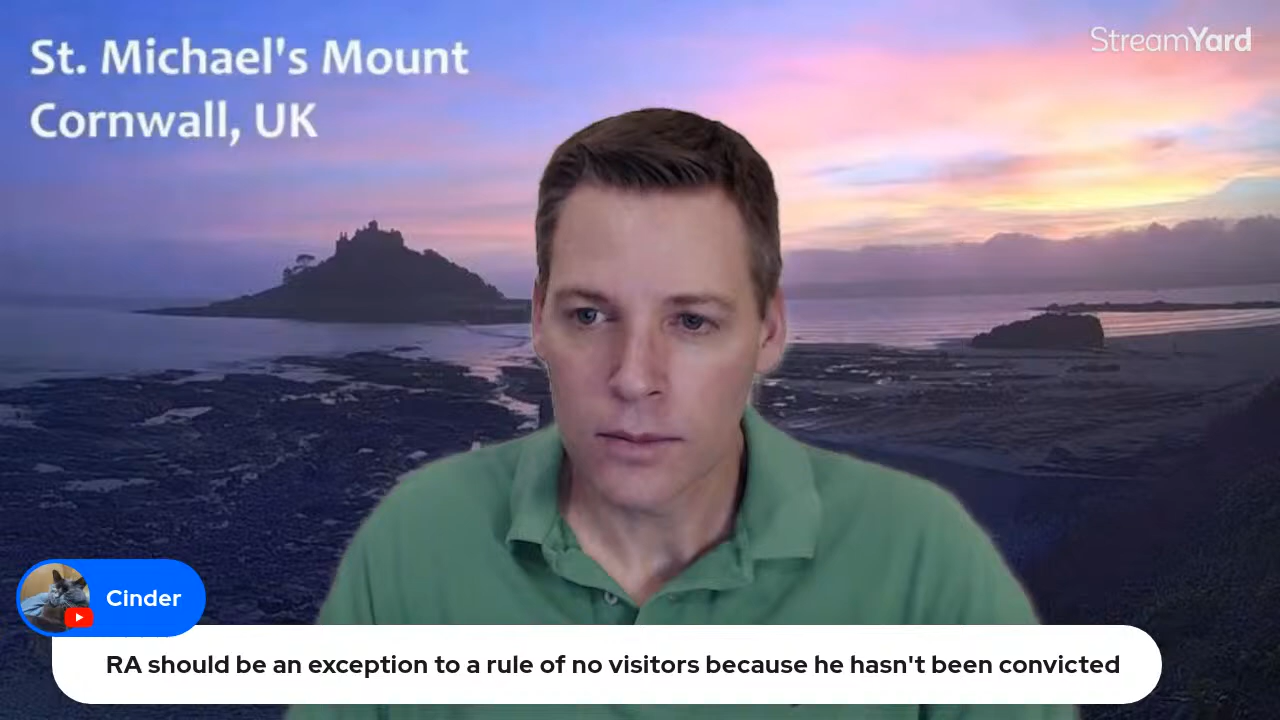 St. Michael's Mount
Cornwall, UK
StreamYard
Cinder
RA should be an exception to a rule of no visitors because he hasn't been convicted